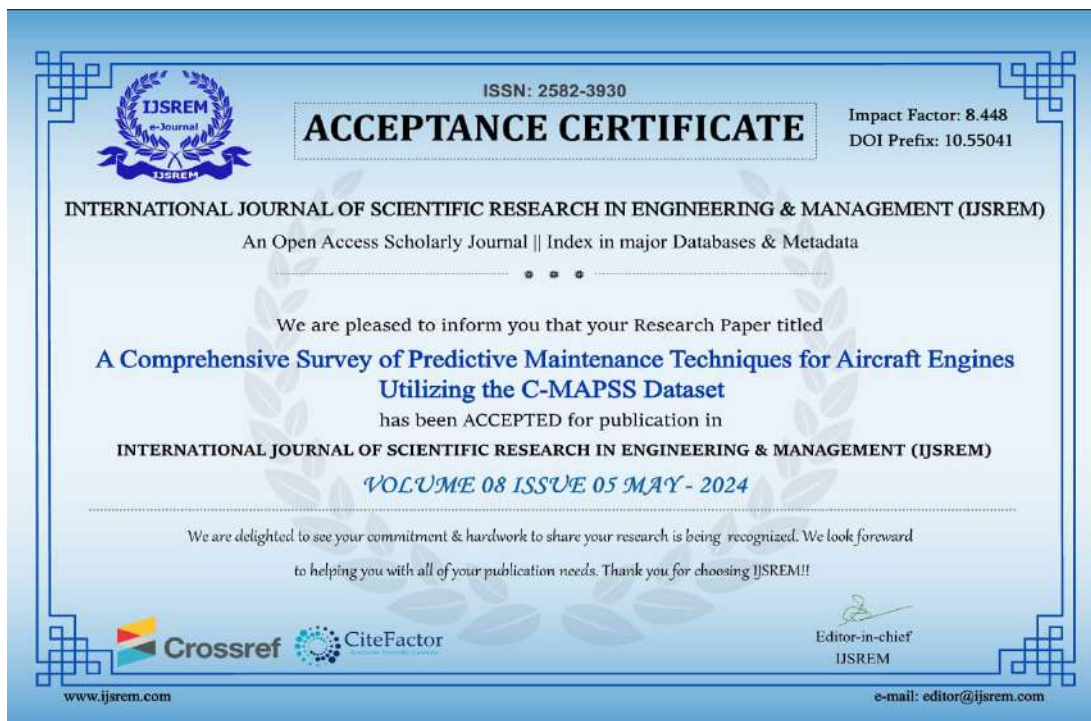 IJSREM
e-Journal
IJSREM
ISSN: 2582-3930
ACCEPTANCE CERTIFICATE
Impact Factor: 8.448
DOI Prefix: 10.55041
INTERNATIONAL JOURNAL OF SCIENTIFIC RESEARCH IN ENGINEERING & MANAGEMENT (IJSREM)
An Open Access Scholarly Journal || Index in major Databases & Metadata
We are pleased to inform you that your Research Paper titled
A Comprehensive Survey of Predictive Maintenance Techniques for Aircraft Engines
Utilizing the C-MAPSS Dataset
has been ACCEPTED for publication in
INTERNATIONAL JOURNAL OF SCIENTIFIC RESEARCH IN ENGINEERING & MANAGEMENT (IJSREM)
VOLUME 08 ISSUE 05 MAY - 2024
We are delighted to see your commitment & hardwork to share your research is being recognized. We look foreward
to helping you with all of your publication needs. Thank you for choosing IJSREM!!
Crossref
CiteFactor
Editor-in-chief
IJSREM
www.ijsrem.com
e-mail: editor@ijsrem.com